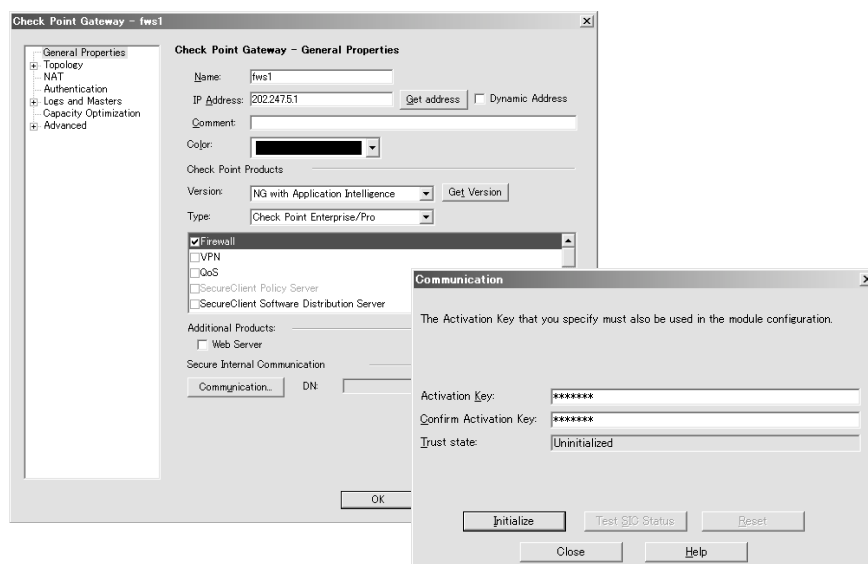 Check Point Gateway - fws1
General Properties
Topology
NAT
Authentication
Logs and Masters
Capacity Optimization
Advanced
Check Point Gateway - General Properties
Name: fws1
IP Address: 202.247.5.1 Get address Dynamic Address
Comment:
Color:
Check Point Products
Version: NG with Application Intelligence Get Version
Type: Check Point Enterprise/Pro
Firewall
VPN
QoS
SecureClient Policy Server
SecureClient Software Distribution Server
Additional Products:
Web Server
Secure Internal Communication
Communication... DN:
OK
Communication
The Activation Key that you specify must also be used in the module configuration.
Activation Key: *******
Confirm Activation Key: *******
Trust state: Uninitialized
Initialize Test SIC Status Reset
Close Help